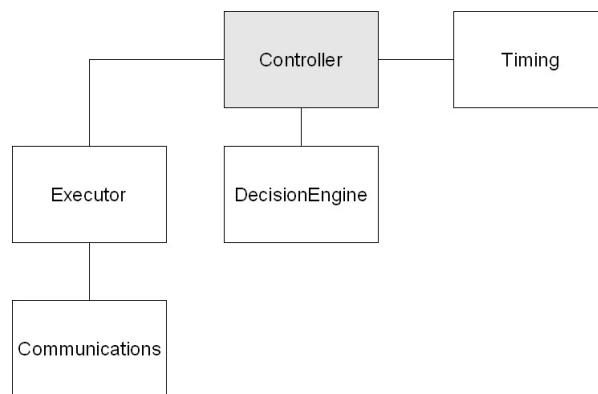 Controller
Timing
Executor
DecisionEngine
Communications